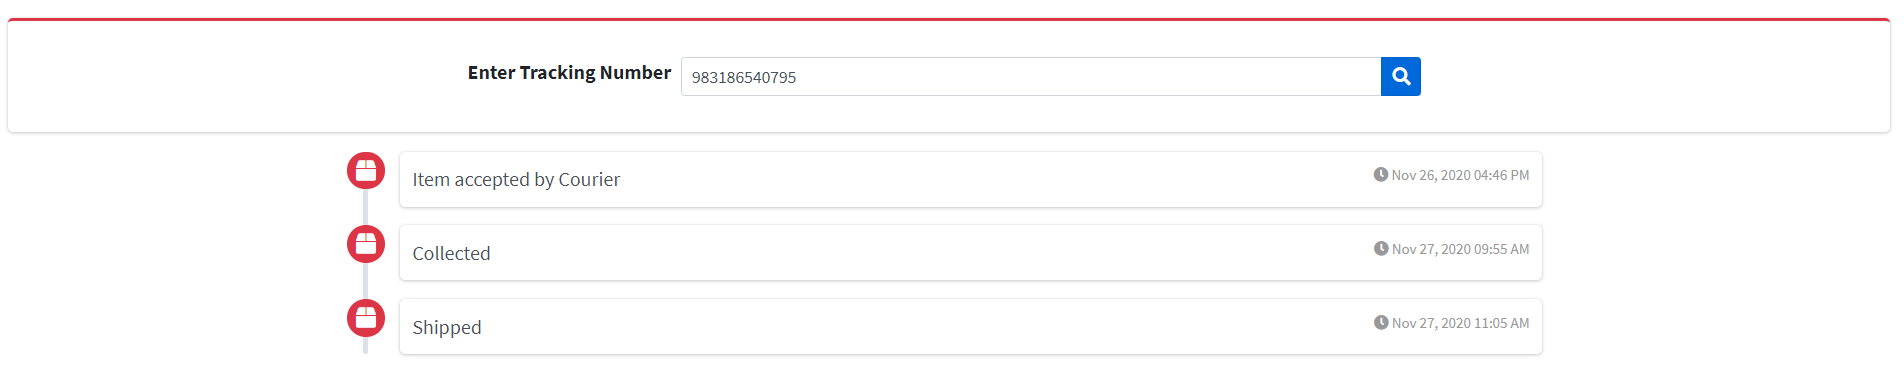 Enter Tracking Number 983186540795
Item accepted by Courier Nov 26, 2020 04:46 PM
Collected Nov 27, 2020 09:55 AM
Shipped Nov 27, 2020 11:05 AM